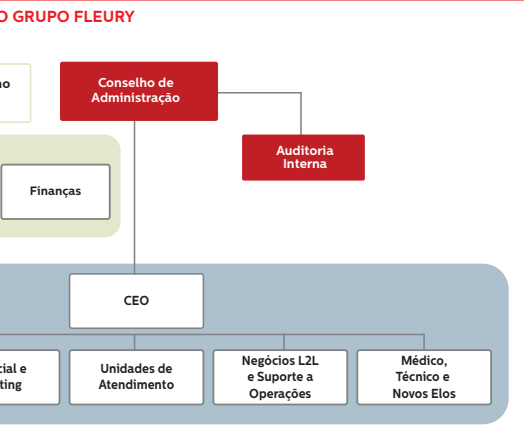 O GRUPO FLEURY
Conselho de
Administração
Auditoria
Interna
Finanças
CEO
Unidades de
Atendimento
Negócios L2L
e Suporte a
Operações
Médico,
Técnico e
Novos Elos